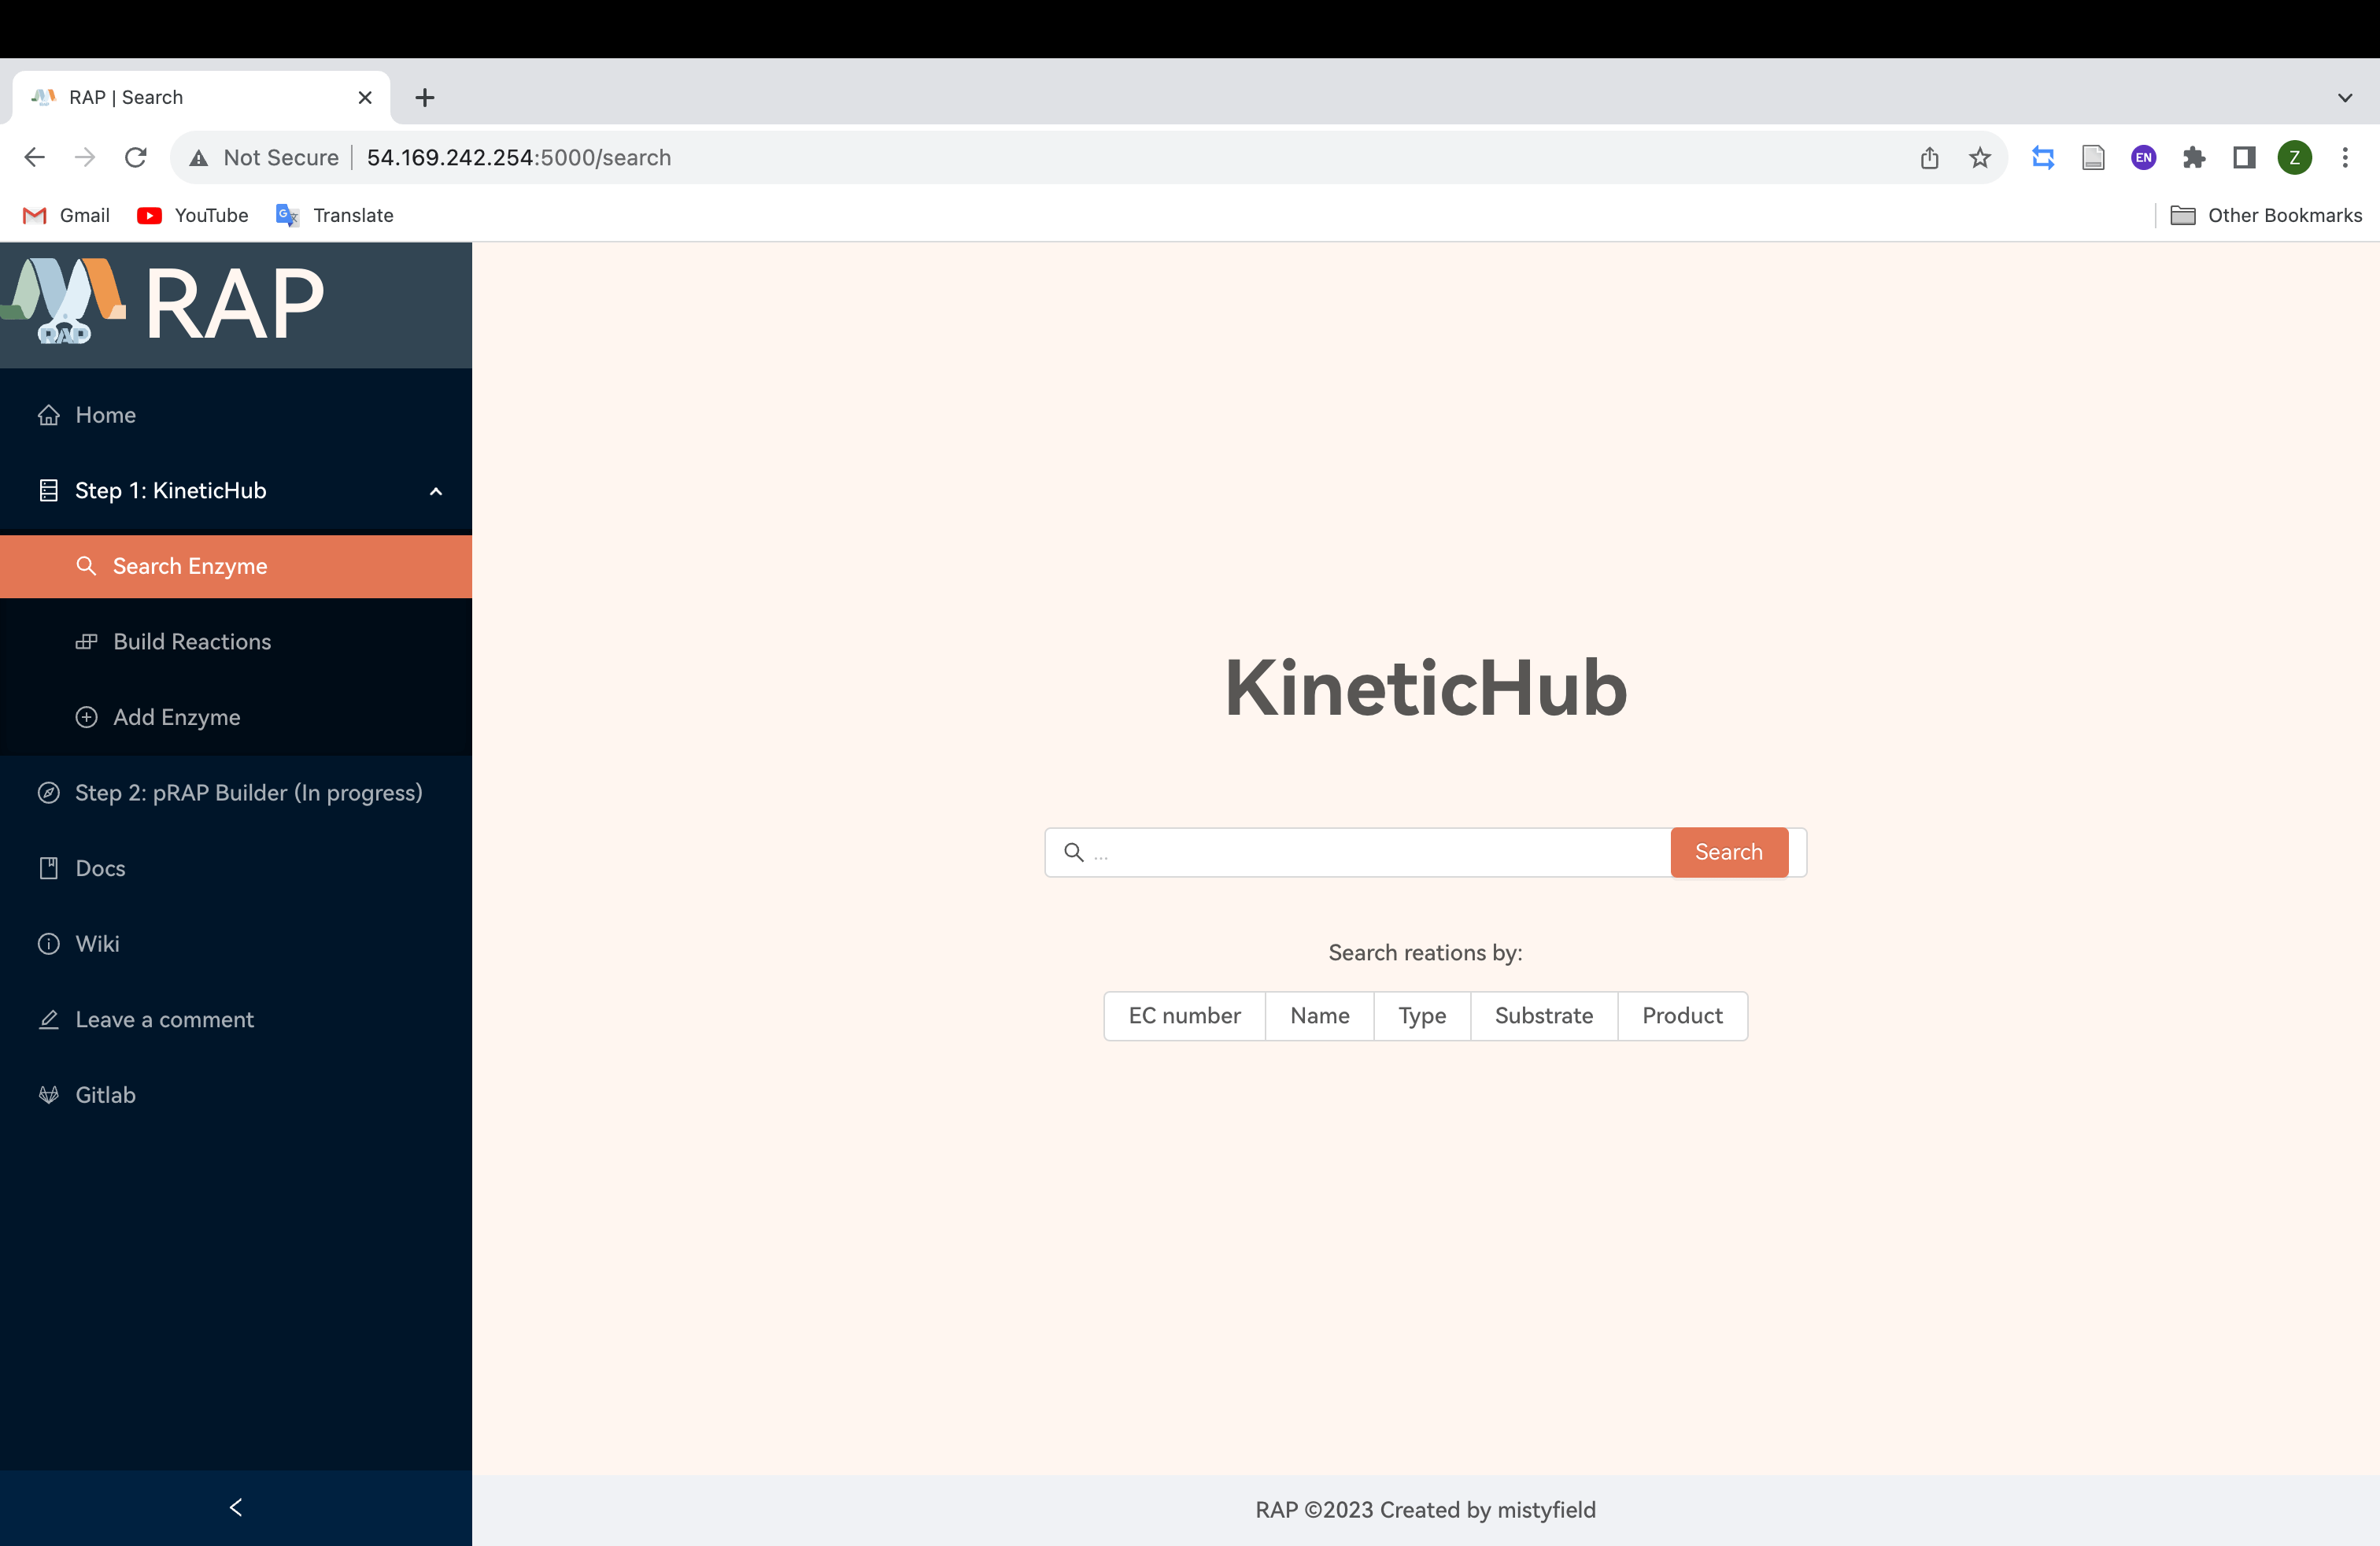 RAP | Search
Not Secure
54.169.242.254:5000/search
EN
Z
Gmail
YouTube
Translate
Other Bookmarks
RAP
RAP
Home
Step 1: KineticHub
Search Enzyme
Build Reactions
Add Enzyme
Step 2: pRAP Builder (In progress)
Docs
Wiki
Leave a comment
Gitlab
KineticHub
...
Search
Search reations by:
EC number Name Type Substrate Product
RAP ©2023 Created by mistyfield